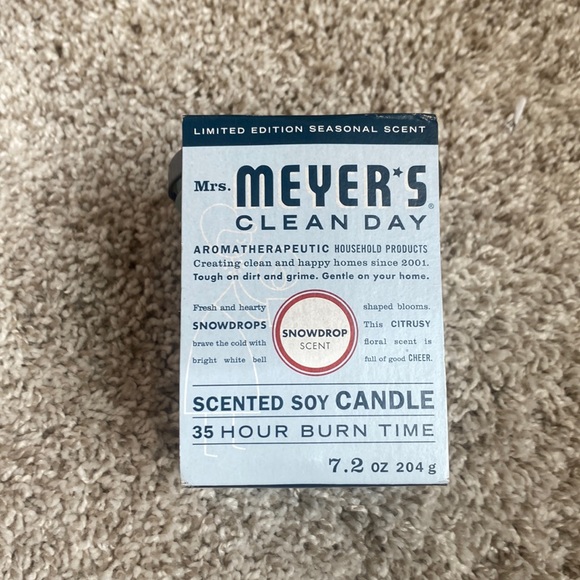 LIMITED EDITION SEASONAL SCENT
Mrs. MEYER'S®
CLEAN DAY
AROMATHERAPEUTIC HOUSEHOLD PRODUCTS
Creating clean and happy homes since 2001.
Tough on dirt and grime. Gentle on your home.
Fresh and hearty
SNOWDROPS
brave the cold with
bright white bell
SNOWDROP
SCENT
shaped blooms.
This CITRUSY
floral scent is
full of good CHEER.
SCENTED SOY CANDLE
35 HOUR BURN TIME
7.2 OZ 204 g